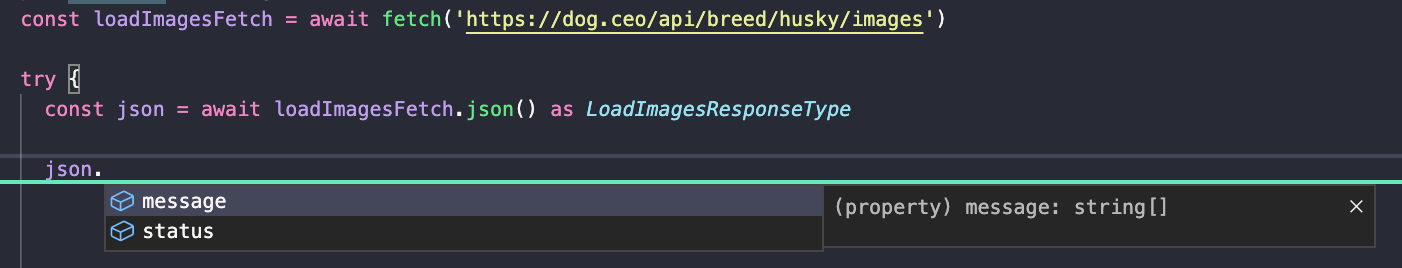 const loadImagesFetch = await fetch('https://dog.ceo/api/breed/husky/images')
try {
const json = await loadImagesFetch.json() as LoadImagesResponseType
json.
message
(property) message: string[]
status